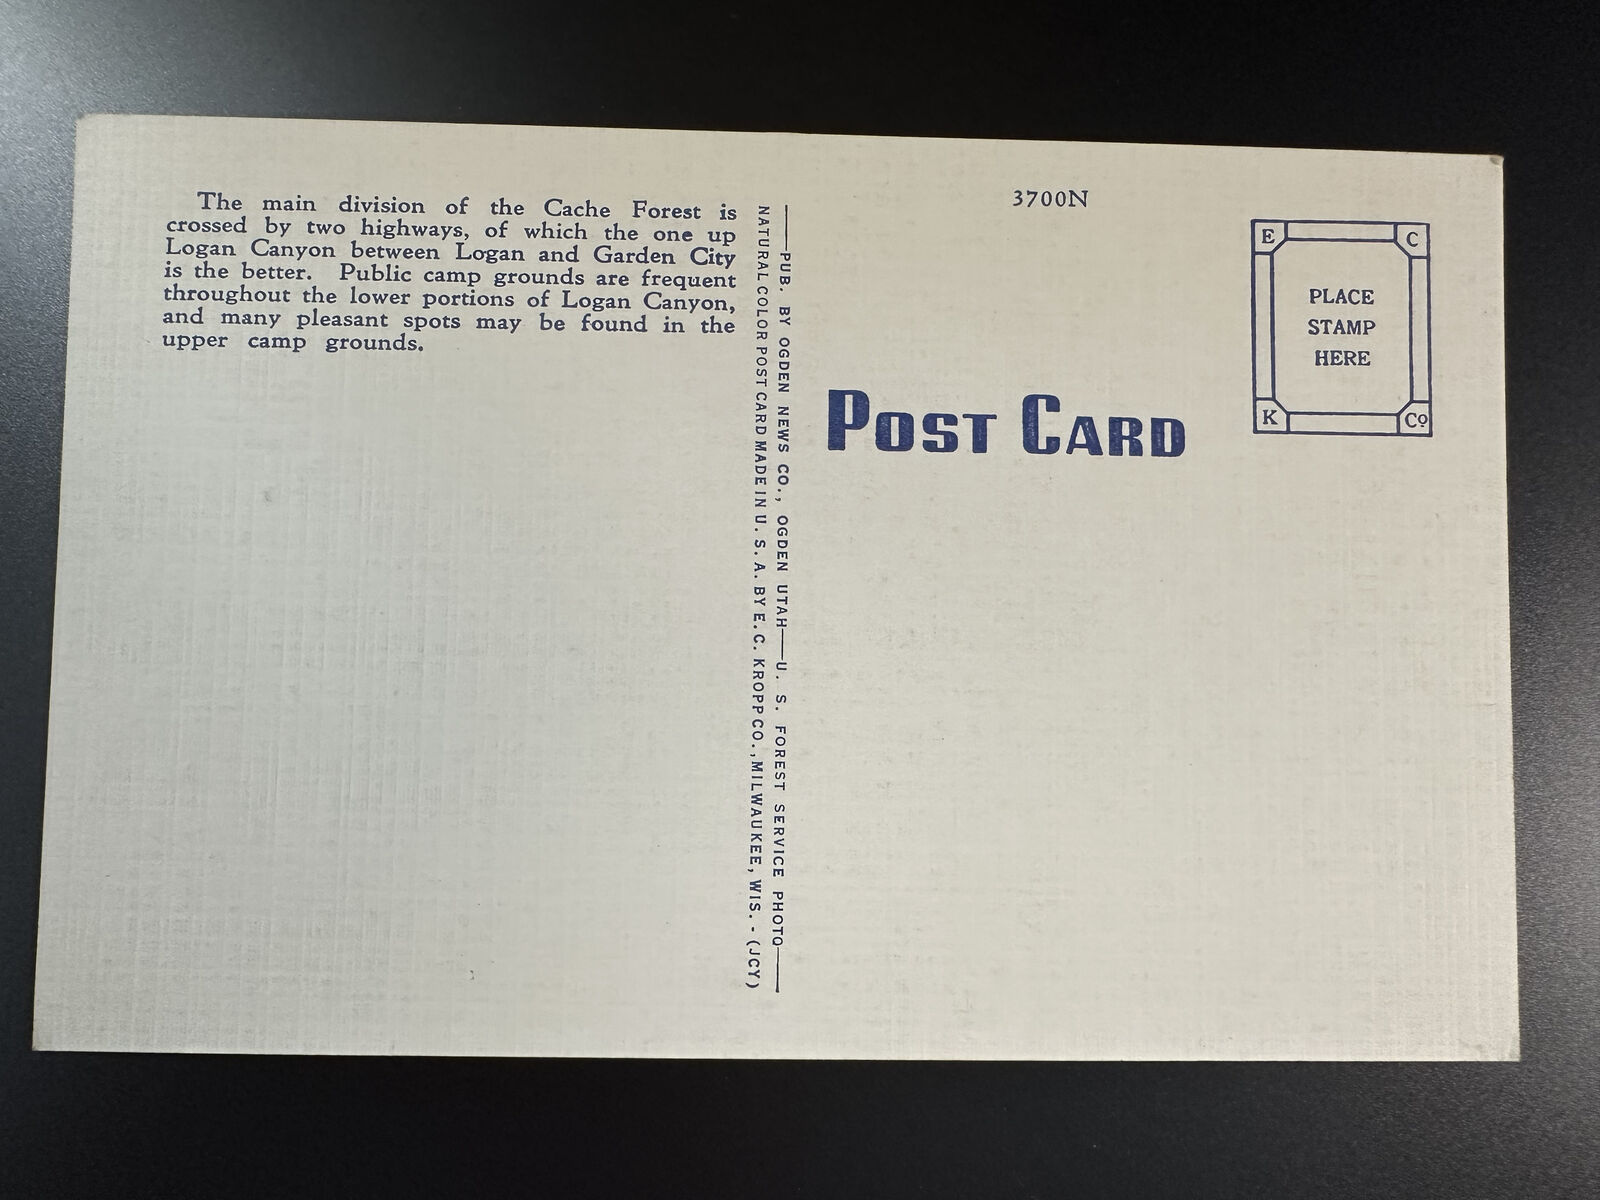 The main division of the Cache Forest is
crossed by two highways, of which the one up
Logan Canyon between Logan and Garden City
is the better. Public camp grounds are frequent
throughout the lower portions of Logan Canyon,
and many pleasant spots may be found in the
upper camp grounds.
PUB. BY OGDEN NEWS CO., OGDEN UTAH—U. S. FOREST SERVICE PHOTO
NATURAL COLOR POST CARD MADE IN U. S. A. BY E. C. KROPP CO., MILWAUKEE, WIS. - (JCY)
3700N
POST CARD
E C
PLACE
STAMP
HERE
K Co